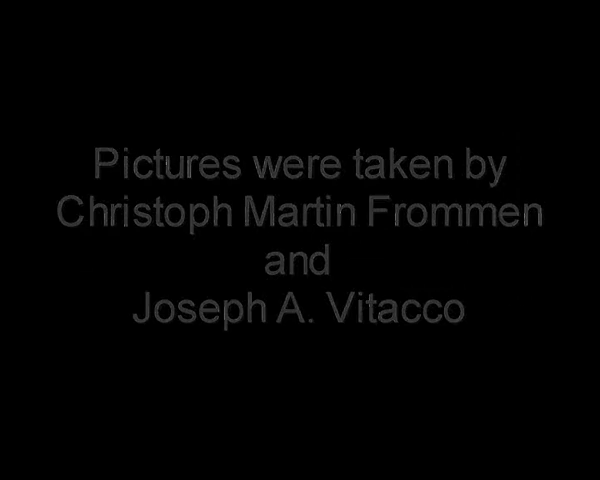 Pictures were taken by
Christoph Martin Frommen
and
Joseph A. Vitacco